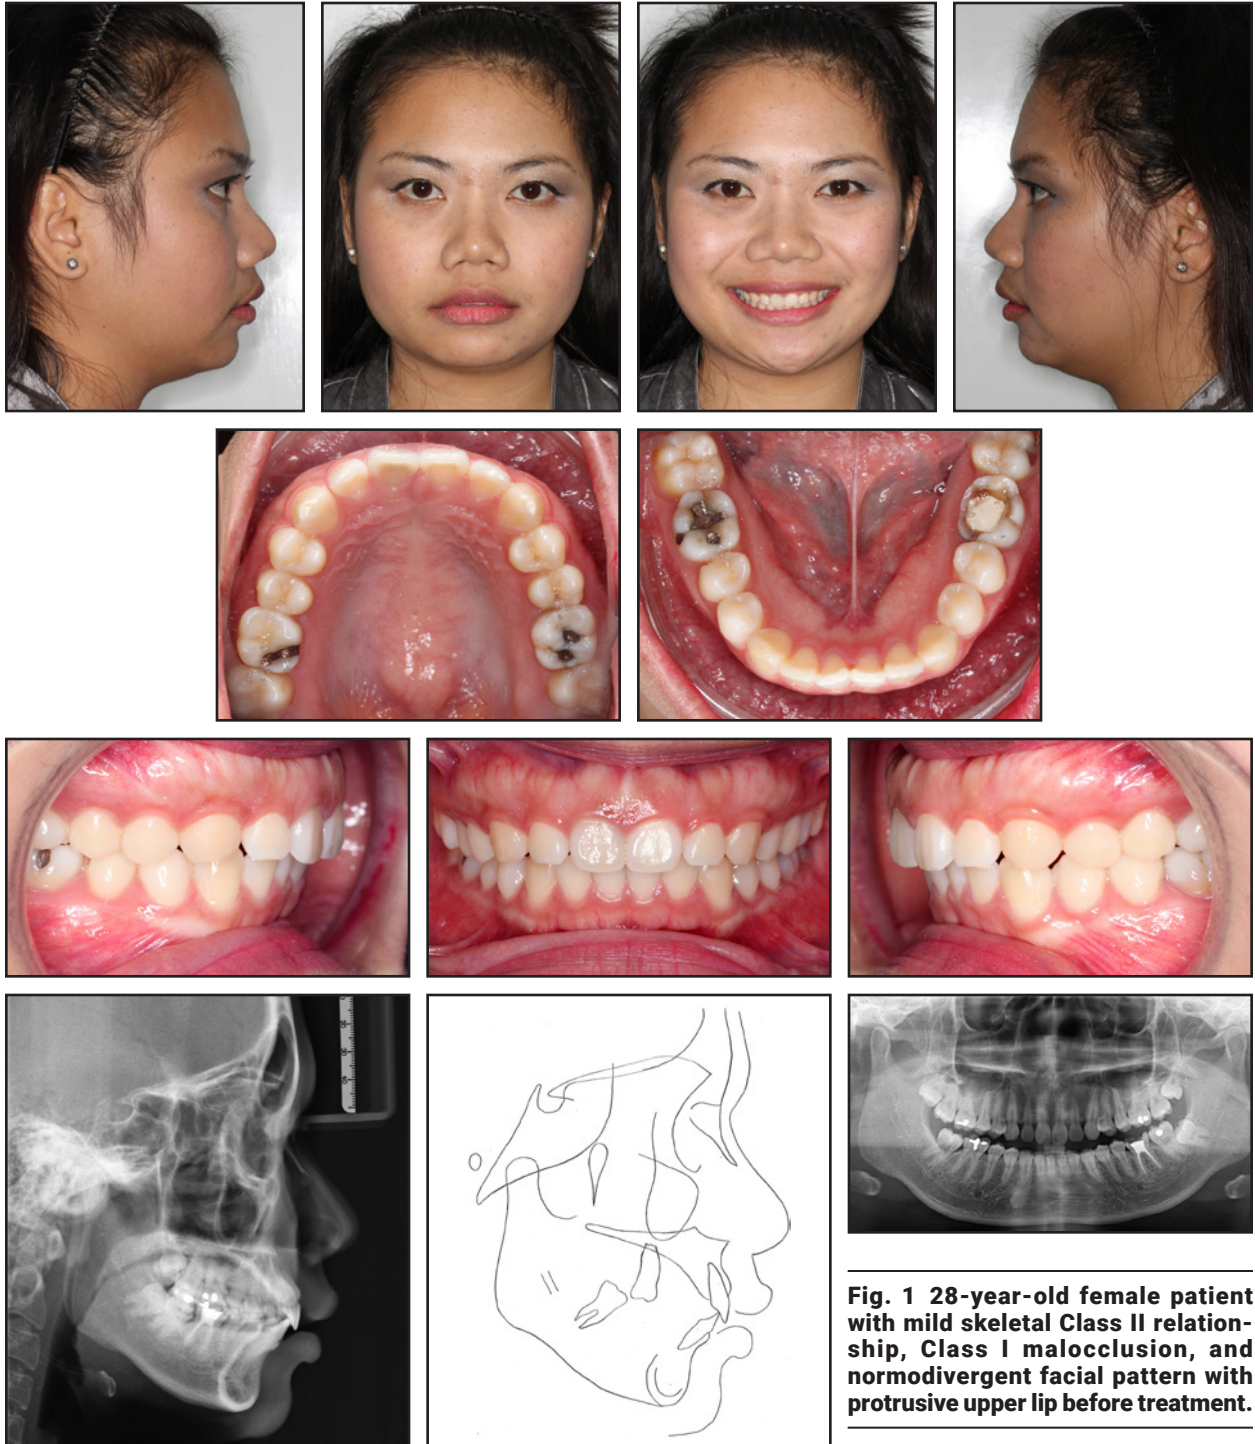 Fig. 1 28-year-old female patient
with mild skeletal Class II relation-
ship, Class I malocclusion, and
normodivergent facial pattern with
protrusive upper lip before treatment.